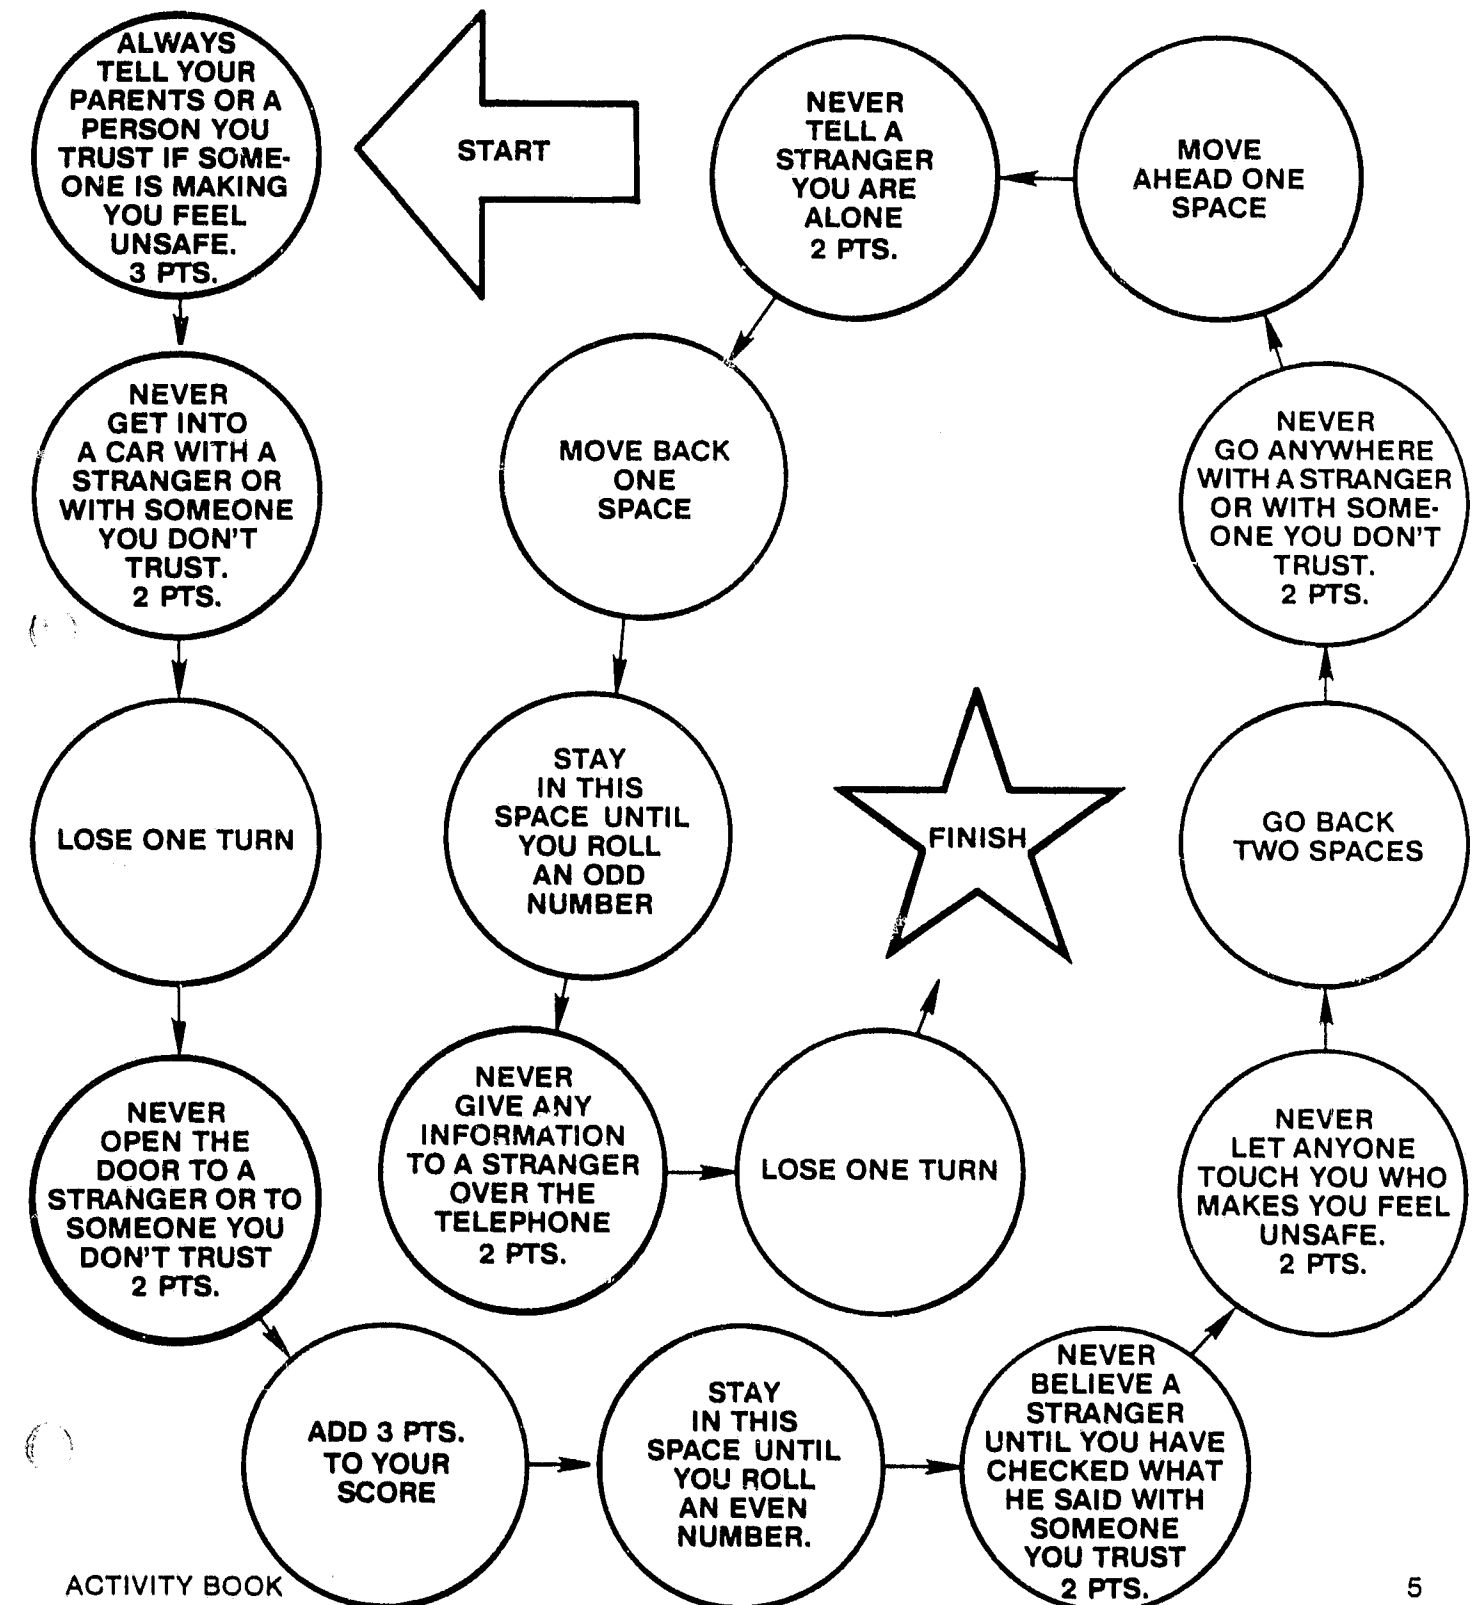 START
ALWAYS
TELL YOUR
PARENTS OR A
PERSON YOU
TRUST IF SOME-
ONE IS MAKING
YOU FEEL
UNSAFE.
3 PTS.
NEVER
GET INTO
A CAR WITH A
STRANGER OR
WITH SOMEONE
YOU DON'T
TRUST.
2 PTS.
LOSE ONE TURN
NEVER
OPEN THE
DOOR TO A
STRANGER OR TO
SOMEONE YOU
DON'T TRUST
2 PTS.
ADD 3 PTS.
TO YOUR
SCORE
STAY
IN THIS
SPACE UNTIL
YOU ROLL
AN EVEN
NUMBER.
NEVER
BELIEVE A
STRANGER
UNTIL YOU HAVE
CHECKED WHAT
HE SAID WITH
SOMEONE
YOU TRUST
2 PTS.
NEVER
LET ANYONE
TOUCH YOU WHO
MAKES YOU FEEL
UNSAFE.
2 PTS.
GO BACK
TWO SPACES
NEVER
GO ANYWHERE
WITH A STRANGER
OR WITH SOME-
ONE YOU DON'T
TRUST.
2 PTS.
MOVE
AHEAD ONE
SPACE
NEVER
TELL A
STRANGER
YOU ARE
ALONE
2 PTS.
MOVE BACK
ONE
SPACE
STAY
IN THIS
SPACE UNTIL
YOU ROLL
AN ODD
NUMBER
NEVER
GIVE ANY
INFORMATION
TO A STRANGER
OVER THE
TELEPHONE
2 PTS.
LOSE ONE TURN
FINISH
ACTIVITY BOOK
5